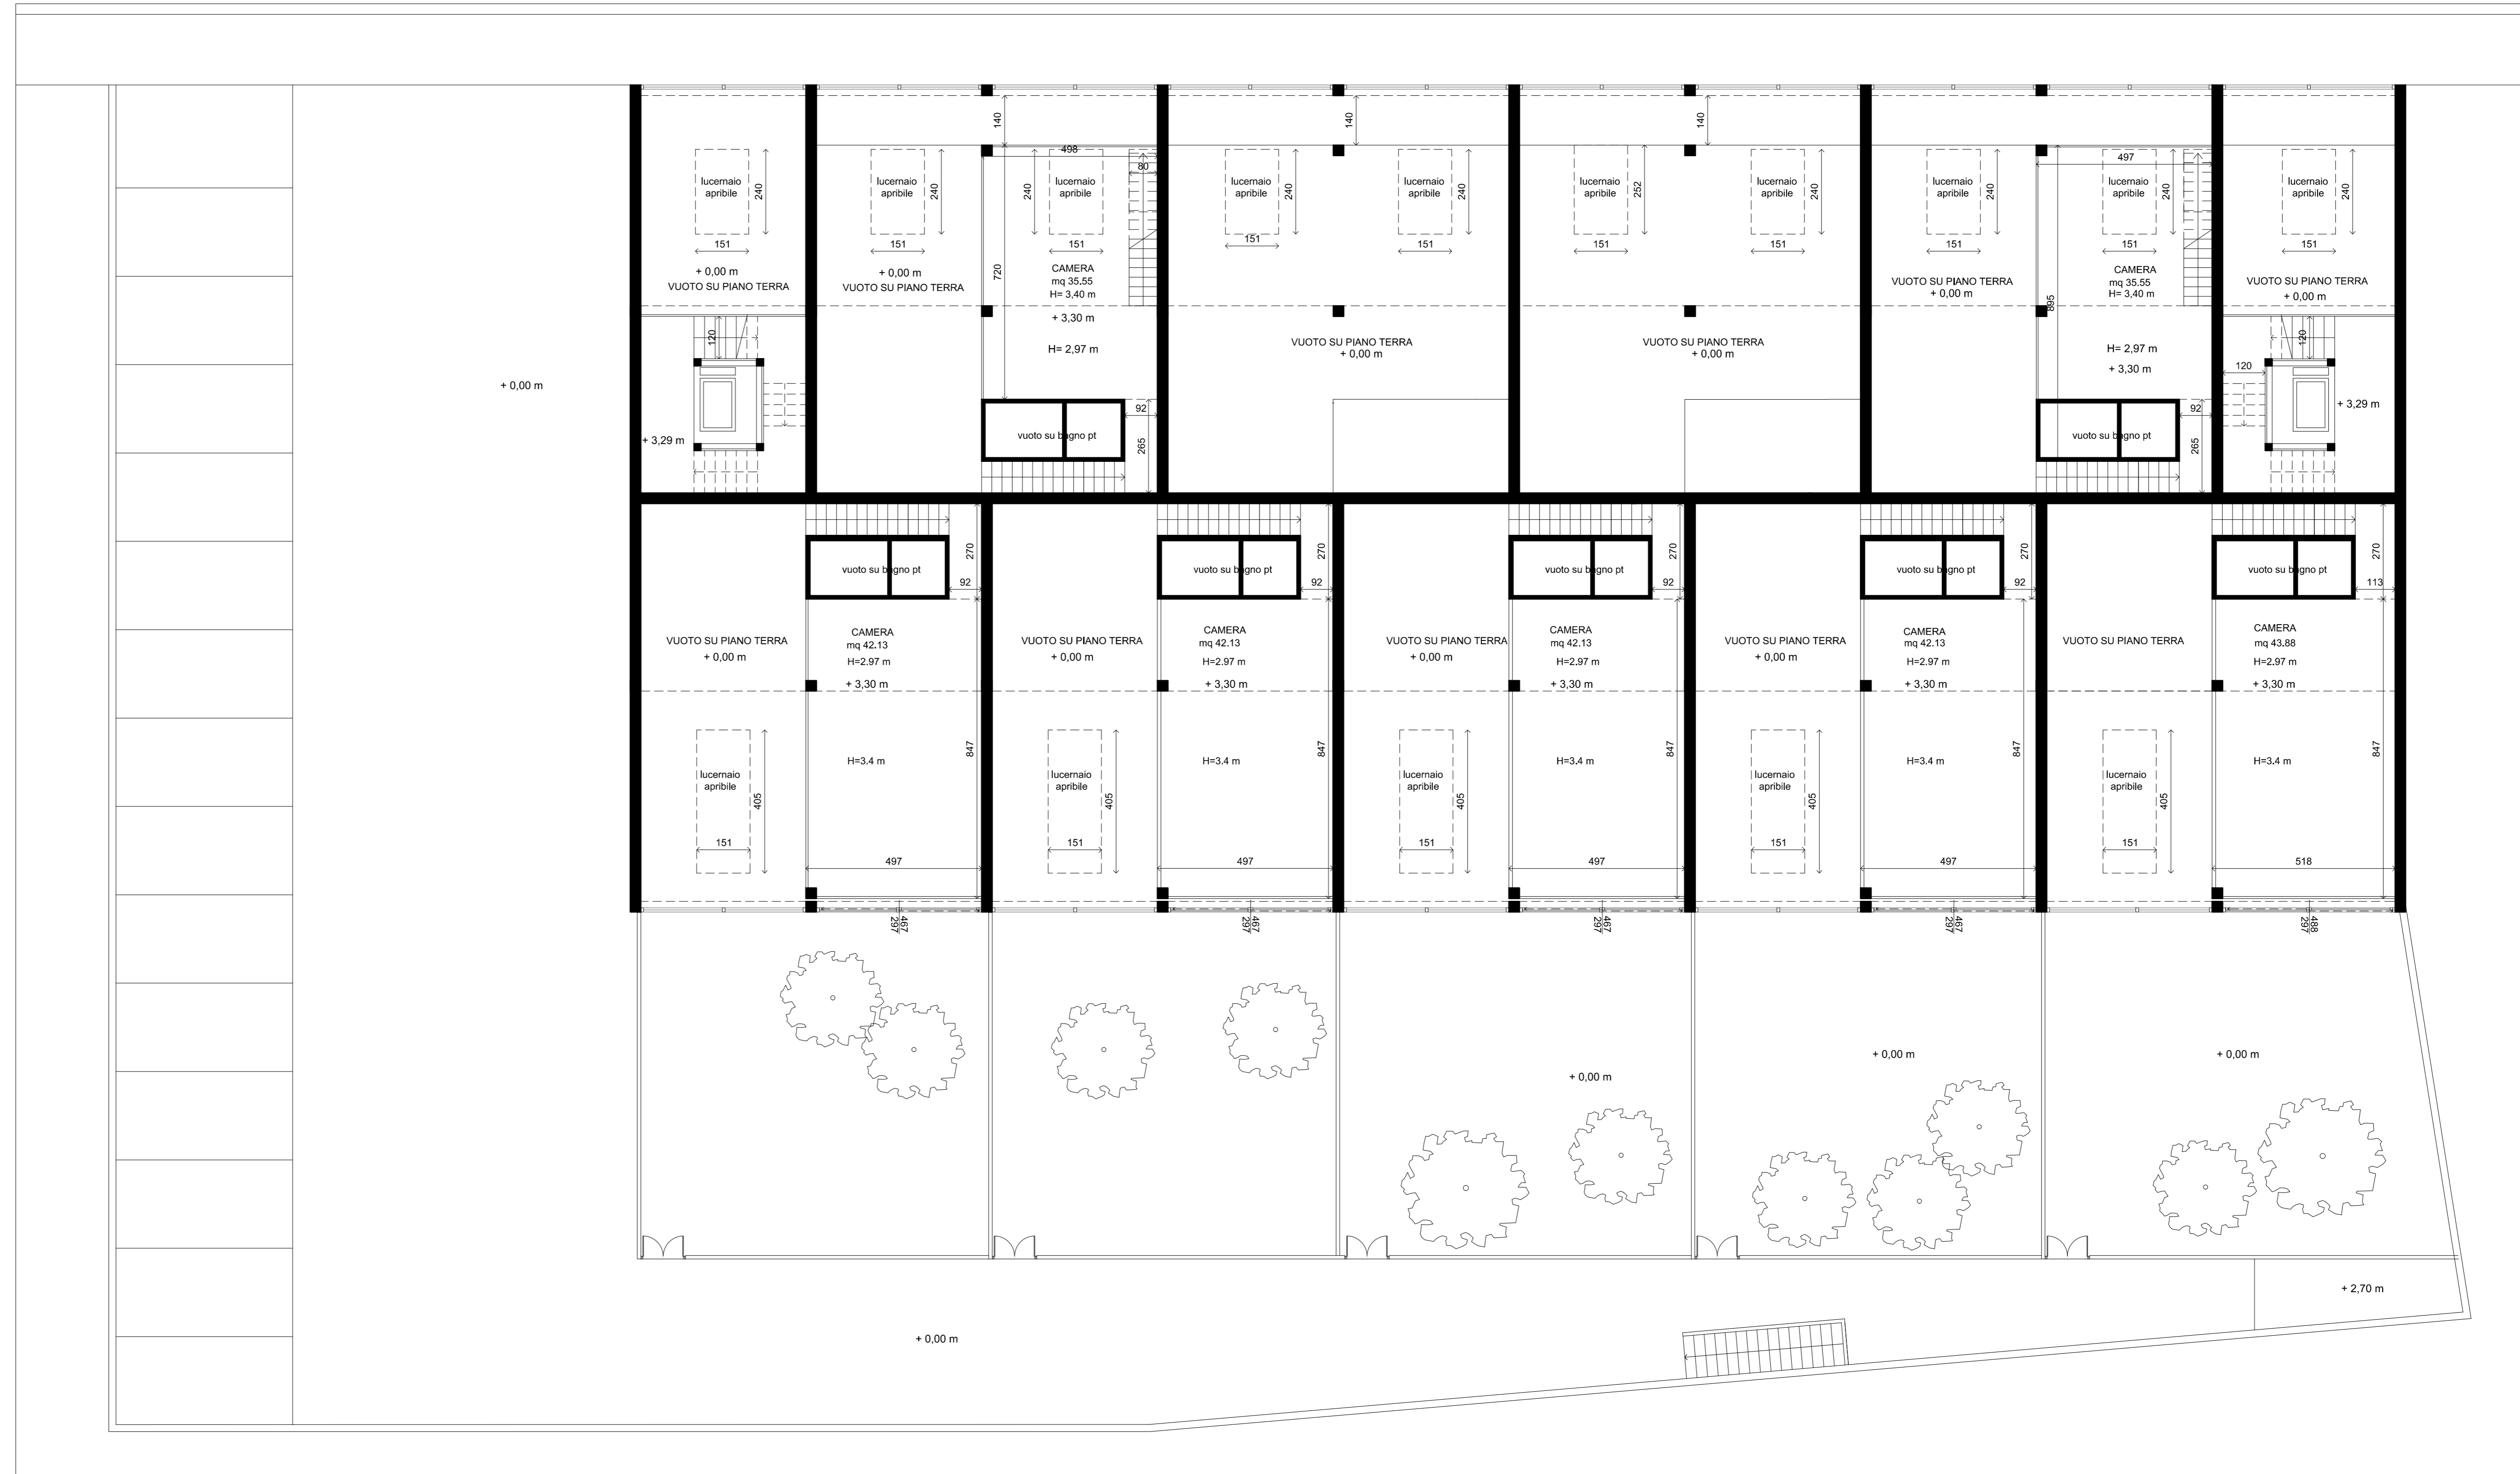 140
140
140
498
80
497
lucernaio
apribile
240
151
lucernaio
apribile
240
151
240
lucernaio
apribile
151
lucernaio
apribile
240
151
lucernaio
apribile
240
151
lucernaio
apribile
252
151
lucernaio
apribile
240
151
lucernaio
apribile
240
151
lucernaio
apribile
240
151
lucernaio
apribile
240
151
+ 0,00 m
VUOTO SU PIANO TERRA
+ 0,00 m
VUOTO SU PIANO TERRA
720
CAMERA
mq 35.55
H= 3,40 m
+ 3,30 m
H= 2,97 m
VUOTO SU PIANO TERRA
+ 0,00 m
VUOTO SU PIANO TERRA
+ 0,00 m
VUOTO SU PIANO TERRA
+ 0,00 m
895
CAMERA
mq 35.55
H= 3,40 m
H= 2,97 m
+ 3,30 m
VUOTO SU PIANO TERRA
+ 0,00 m
120
120
120
+ 0,00 m
+ 3,29 m
+ 3,29 m
vuoto su bagno pt
92
265
vuoto su bagno pt
92
265
vuoto su bagno pt
270
92
vuoto su bagno pt
270
92
vuoto su bagno pt
270
92
vuoto su bagno pt
270
92
vuoto su bagno pt
270
113
VUOTO SU PIANO TERRA
+ 0,00 m
CAMERA
mq 42.13
H=2.97 m
+ 3,30 m
VUOTO SU PIANO TERRA
+ 0,00 m
CAMERA
mq 42.13
H=2.97 m
+ 3,30 m
VUOTO SU PIANO TERRA
+ 0,00 m
CAMERA
mq 42.13
H=2.97 m
+ 3,30 m
VUOTO SU PIANO TERRA
+ 0,00 m
CAMERA
mq 42.13
H=2.97 m
+ 3,30 m
VUOTO SU PIANO TERRA
CAMERA
mq 43.88
H=2.97 m
+ 3,30 m
lucernaio
apribile
405
151
H=3.4 m
847
497
lucernaio
apribile
405
151
H=3.4 m
847
497
lucernaio
apribile
405
151
H=3.4 m
847
497
lucernaio
apribile
405
151
H=3.4 m
847
497
lucernaio
apribile
405
151
H=3.4 m
847
518
467
297
467
297
467
297
467
297
488
297
+ 0,00 m
+ 0,00 m
+ 0,00 m
+ 2,70 m
+ 0,00 m